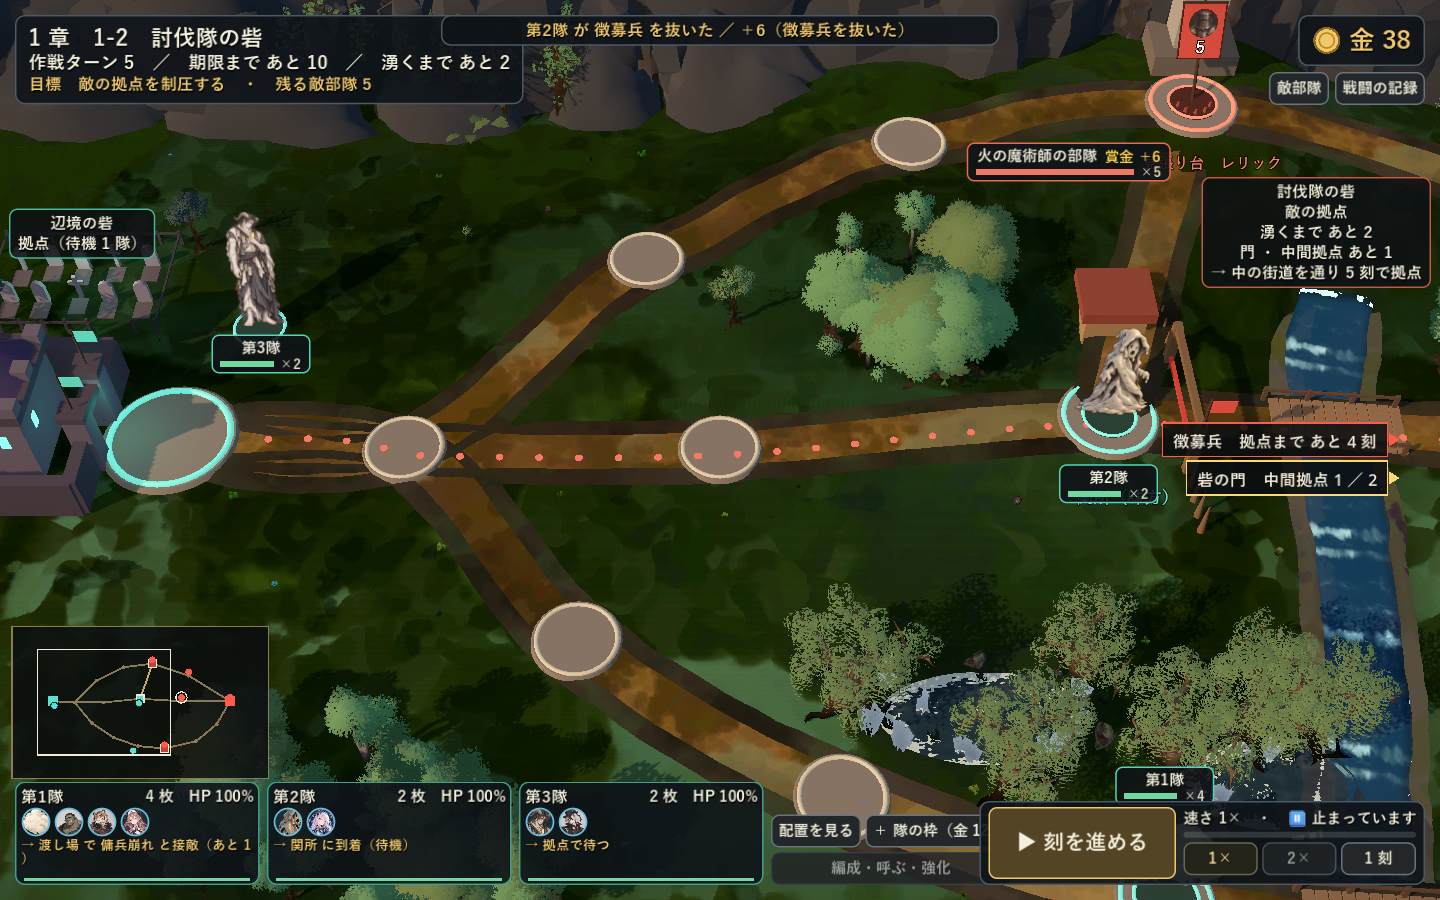 1 章　1-2　討伐隊の砦
作戦ターン 5　／　期限まで あと 10　／　湧くまで あと 2
目標　敵の拠点を制圧する　・　残る敵部隊 5
第2隊 が 徴募兵 を抜いた ／ +6（徴募兵を抜いた）
金 38
敵部隊
戦闘の記録
5
火の魔術師の部隊 賞金 +6
×5
り台　レリック
討伐隊の砦
敵の拠点
湧くまで あと 2
門 ・ 中間拠点 あと 1
→ 中の街道を通り 5 刻で拠点
辺境の砦
拠点（待機 1 隊）
第3隊
×2
徴募兵　拠点まで あと 4 刻
砦の門　中間拠点 1 ／ 2
第2隊
×2
第1隊
×4
第1隊　4 枚　HP 100%
→ 渡し場 で 傭兵崩れ と接敵（あと 1
）
第2隊　2 枚　HP 100%
→ 関所 に到着（待機）
第3隊　2 枚　HP 100%
→ 拠点で待つ
配置を見る
+ 隊の枠（金 1
編成・呼ぶ・強化
▶ 刻を進める
速さ 1×　・　⏸ 止まっています
1×
2×
1 刻